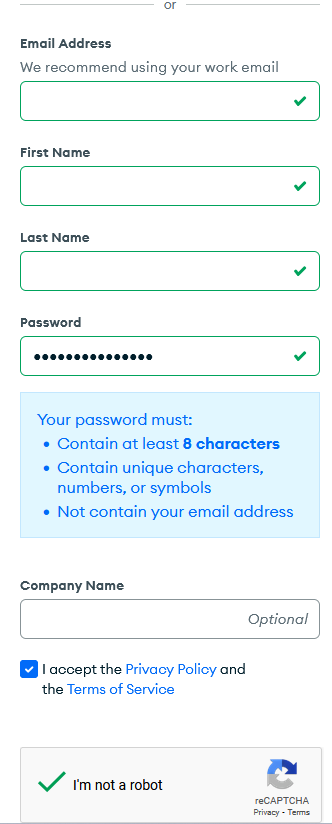 or
Email Address
We recommend using your work email
First Name
Last Name
Password
•••••••••••••••
Your password must:
• Contain at least 8 characters
• Contain unique characters,
numbers, or symbols
• Not contain your email address
Company Name
Optional
I accept the Privacy Policy and
the Terms of Service
I'm not a robot
reCAPTCHA
Privacy - Terms